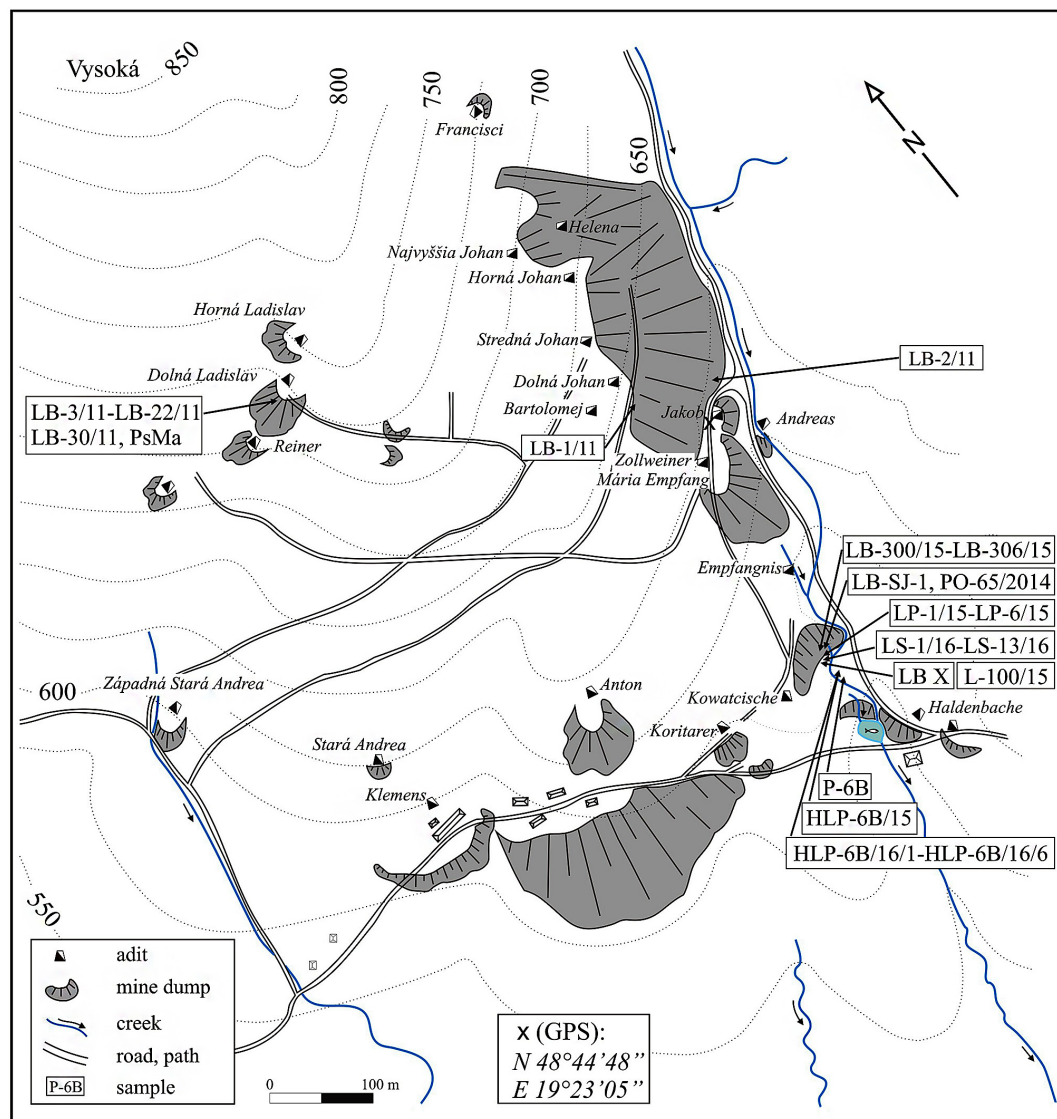 Vysoká
850
800
750
700
650
Francisci
N
Helena
Najvyššia Johan
Horná Johan
Horná Ladislav
Stredná Johan
LB-2/11
Dolná Ladislav
Dolná Johan
LB-3/11-LB-22/11
LB-30/11, PsMa
Bartolomej
Jakob
x
Andreas
Reiner
LB-1/11
Zollweiner
Mária Empfang
LB-300/15-LB-306/15
Empfangnis
LB-SJ-1, PO-65/2014
LP-1/15-LP-6/15
LS-1/16-LS-13/16
LB X
L-100/15
600
Západná Stará Andrea
Anton
Kowatcische
Haldenbache
Koritarer
Stará Andrea
Klemens
P-6B
HLP-6B/15
HLP-6B/16/1-HLP-6B/16/6
550
adit
mine dump
creek
road, path
P-6B sample
0 100 m
x (GPS):
N 48°44'48"
E 19°23'05"